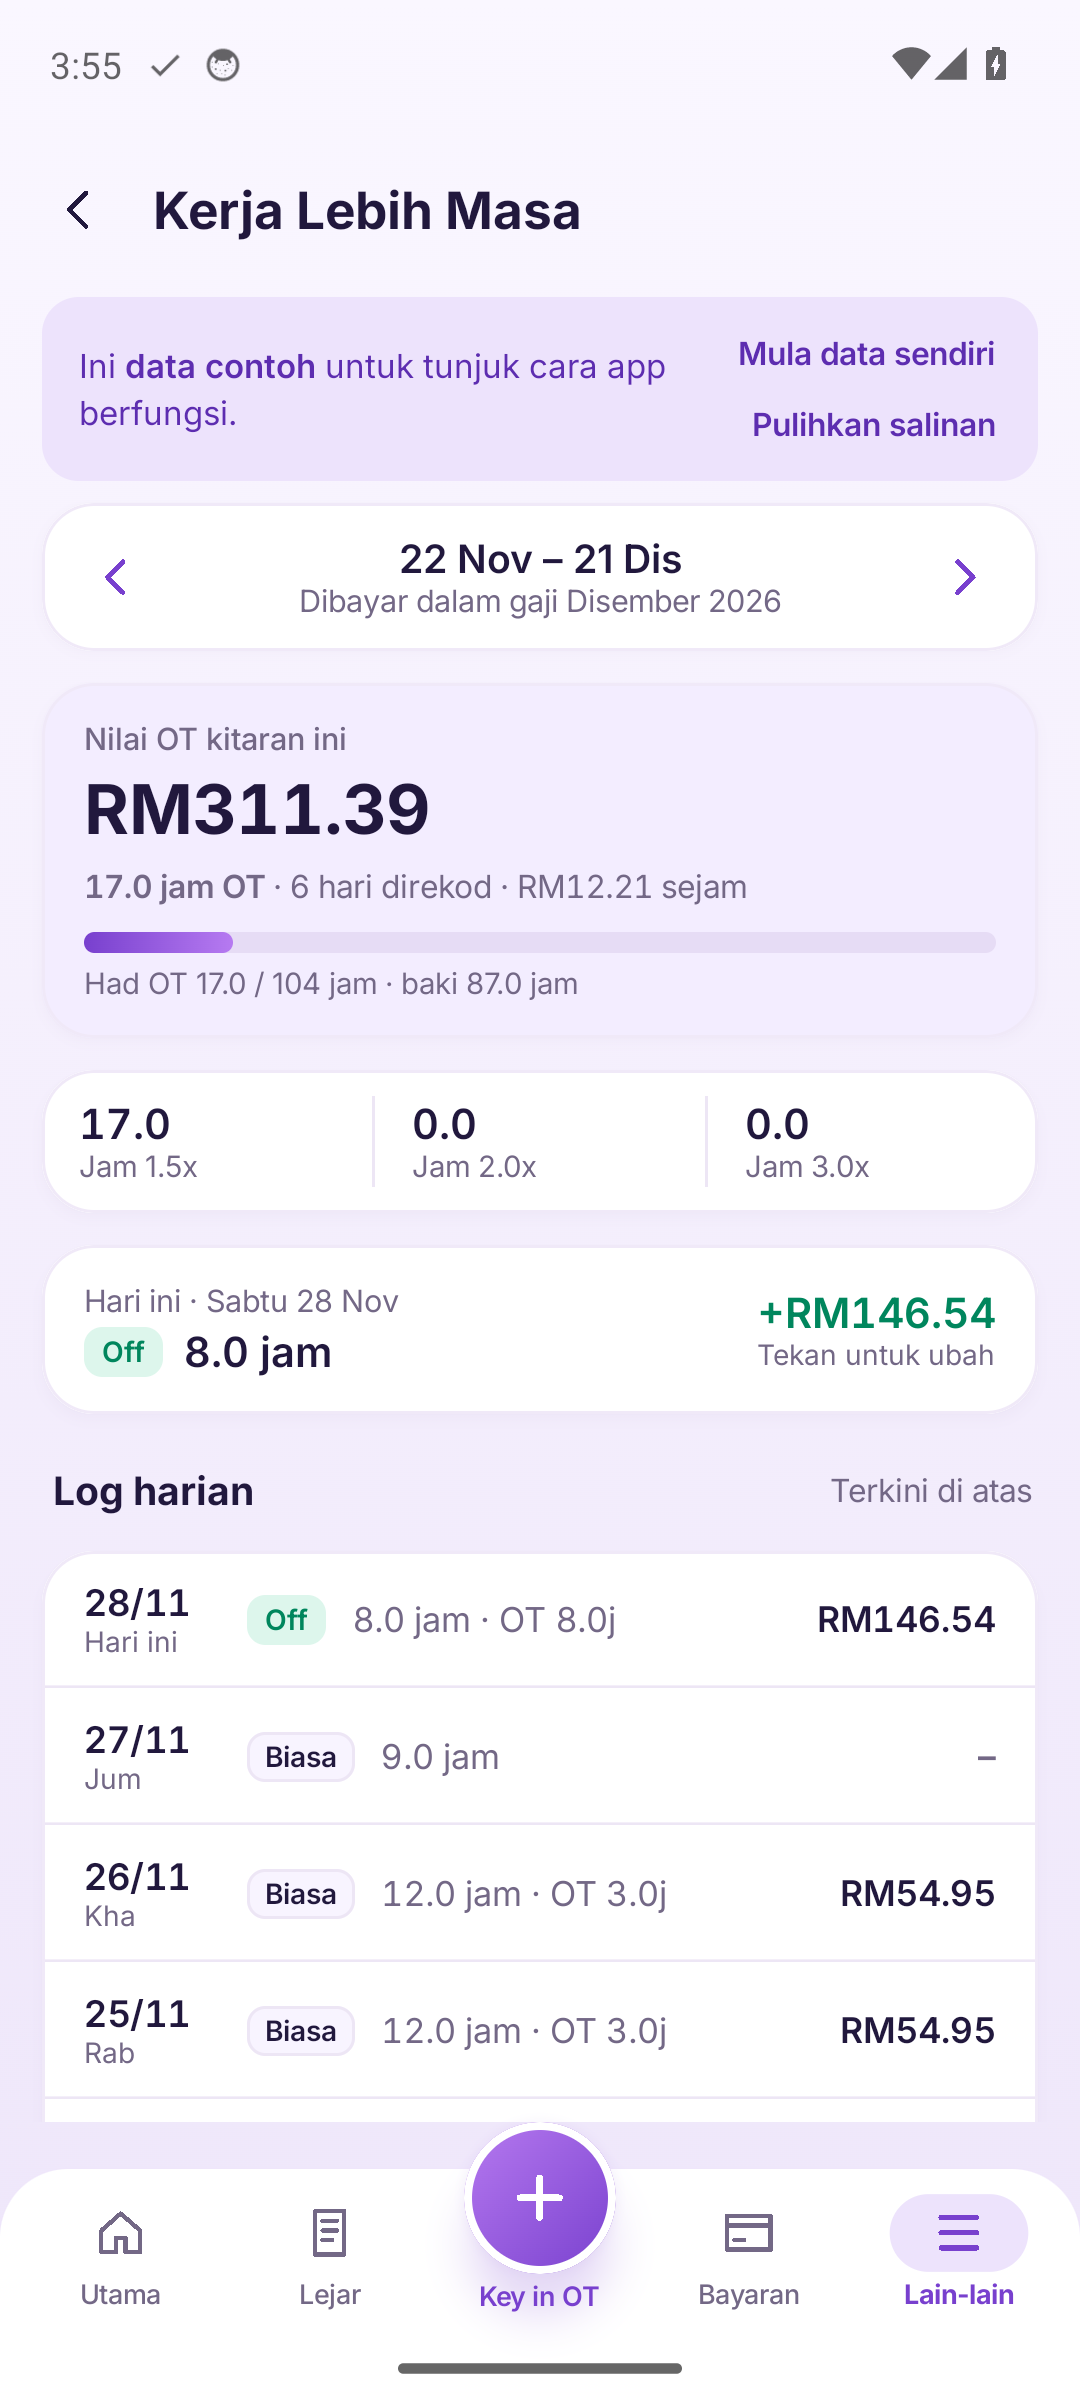 3:55
Kerja Lebih Masa
Ini data contoh untuk tunjuk cara app
berfungsi.
Mula data sendiri
Pulihkan salinan
22 Nov – 21 Dis
Dibayar dalam gaji Disember 2026
Nilai OT kitaran ini
RM311.39
17.0 jam OT · 6 hari direkod · RM12.21 sejam
Had OT 17.0 / 104 jam · baki 87.0 jam
17.0
Jam 1.5x
0.0
Jam 2.0x
0.0
Jam 3.0x
Hari ini · Sabtu 28 Nov
Off 8.0 jam
+RM146.54
Tekan untuk ubah
Log harian
Terkini di atas
28/11
Hari ini
Off 8.0 jam · OT 8.0j
RM146.54
27/11
Jum
Biasa 9.0 jam
–
26/11
Kha
Biasa 12.0 jam · OT 3.0j
RM54.95
25/11
Rab
Biasa 12.0 jam · OT 3.0j
RM54.95
Utama
Lejar
Key in OT
Bayaran
Lain-lain